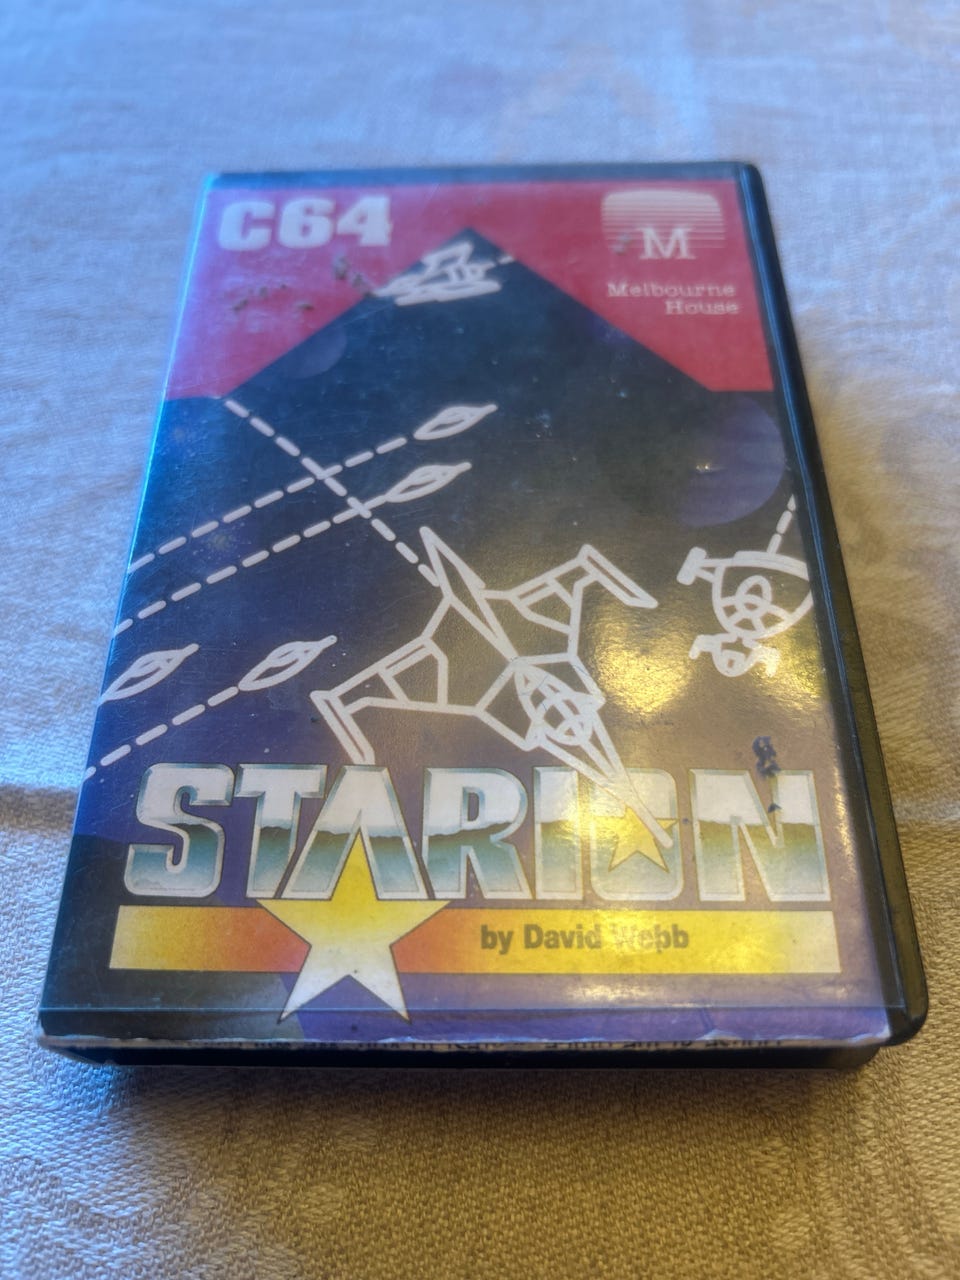 C64
M
Melbourne
House
STARION
by David Webb